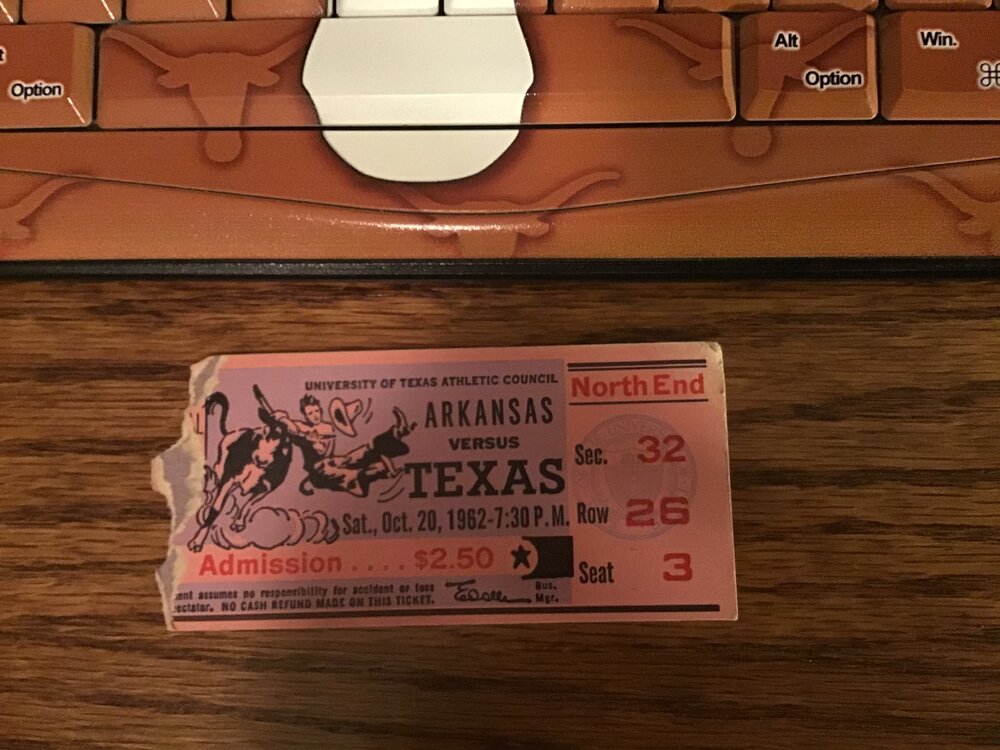 Option
Alt
Option
Win.
⌘
UNIVERSITY OF TEXAS ATHLETIC COUNCIL
ARKANSAS
VERSUS
TEXAS
Sat., Oct. 20, 1962-7:30 P.M.
Admission .... $2.50
ent assumes no responsibility for accident or loss
ectator. NO CASH REFUND MADE ON THIS TICKET.
Bus.
Mgr.
North End
Sec. 32
Row 26
Seat 3